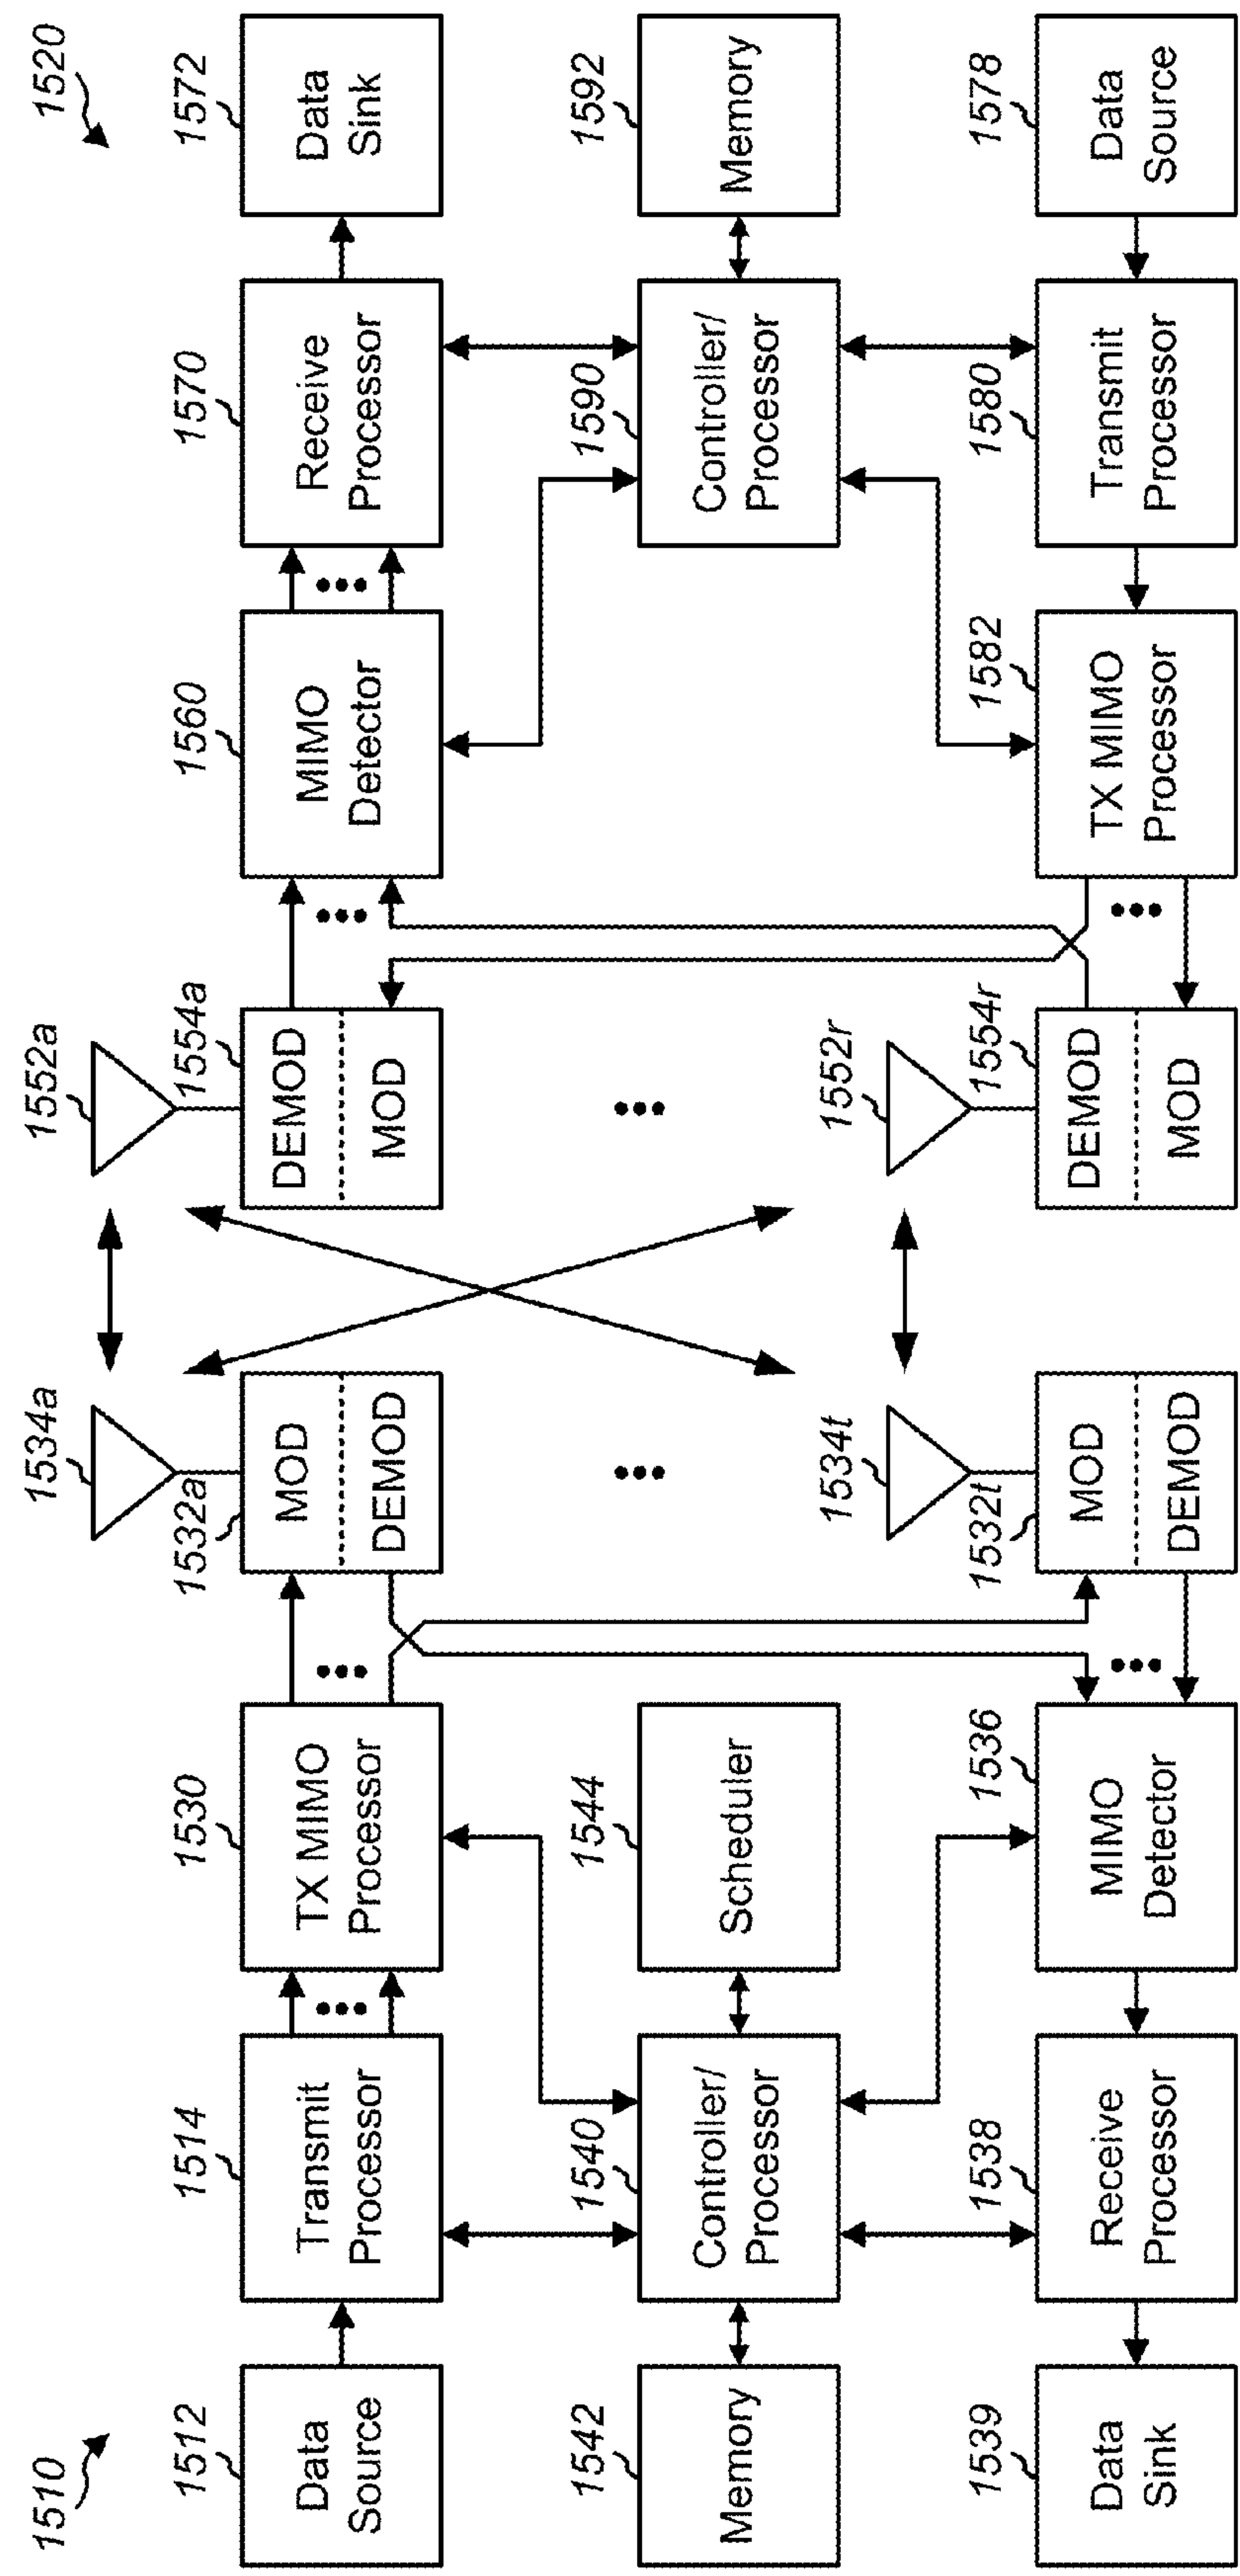 1510
1512
Data
Source
1514
Transmit
Processor
1530
TX MIMO
Processor
1534a
1532a
MOD
DEMOD
1552a
1554a
DEMOD
MOD
1560
MIMO
Detector
1570
Receive
Processor
1572
Data
Sink
1520
1542
Memory
1540
Controller/
Processor
1544
Scheduler
1590
Controller/
Processor
1592
Memory
1539
Data
Sink
1538
Receive
Processor
1536
MIMO
Detector
1534t
1532t
MOD
DEMOD
1552r
1554r
DEMOD
MOD
1582
TX MIMO
Processor
1580
Transmit
Processor
1578
Data
Source